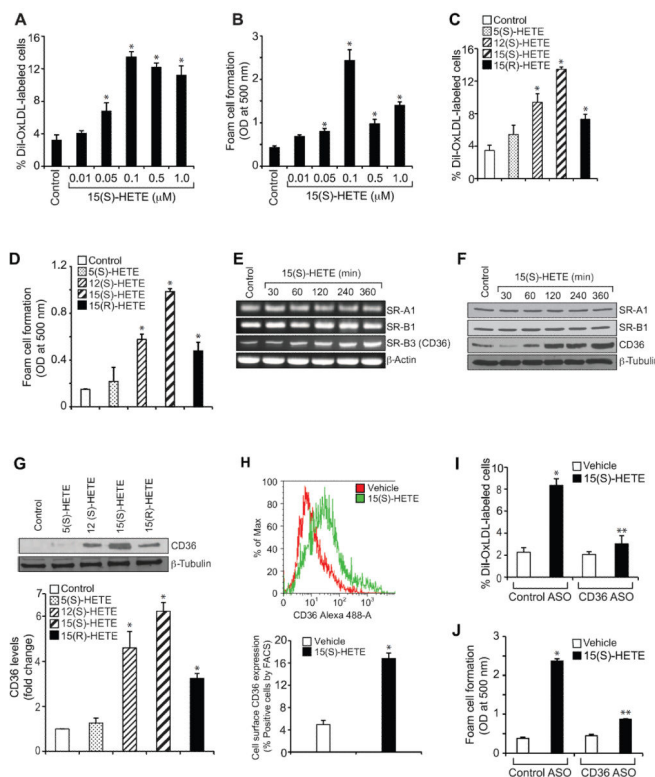 A
% Dil-OxLDL-labeled cells
16
12
8
4
0
Control
0.01 0.05 0.1 0.5 1.0
15(S)-HETE (μM)
B
Foam cell formation
(OD at 500 nm)
3
2
1
0
Control
0.01 0.05 0.1 0.5 1.0
15(S)-HETE (μM)
C
Control
5(S)-HETE
12(S)-HETE
15(S)-HETE
15(R)-HETE
% Dil-OxLDL-labeled cells
16
12
8
4
0
D
Control
5(S)-HETE
12(S)-HETE
15(S)-HETE
15(R)-HETE
Foam cell formation
(OD at 500 nm)
1.2
0.8
0.4
0
E
Control
15(S)-HETE (min)
30 60 120 240 360
SR-A1
SR-B1
SR-B3 (CD36)
β-Actin
F
Control
15(S)-HETE (min)
30 60 120 240 360
SR-A1
SR-B1
CD36
β-Tubulin
G
Control
5(S)-HETE
12 (S)-HETE
15(S)-HETE
15(R)-HETE
CD36
β-Tubulin
Control
5(S)-HETE
12(S)-HETE
15(S)-HETE
15(R)-HETE
CD36 levels
(fold change)
8
6
4
2
0
H
Vehicle
15(S)-HETE
% of Max
100
80
60
40
20
0
0 10¹ 10² 10³
CD36 Alexa 488-A
Vehicle
15(S)-HETE
Cell surface CD36 expression
(% Positive cells by FACS)
20
16
12
8
4
0
I
Vehicle
15(S)-HETE
% Dil-OxLDL-labeled cells
10
8
6
4
2
0
Control ASO CD36 ASO
J
Vehicle
15(S)-HETE
Foam cell formation
(OD at 500 nm)
3
2
1
0
Control ASO CD36 ASO